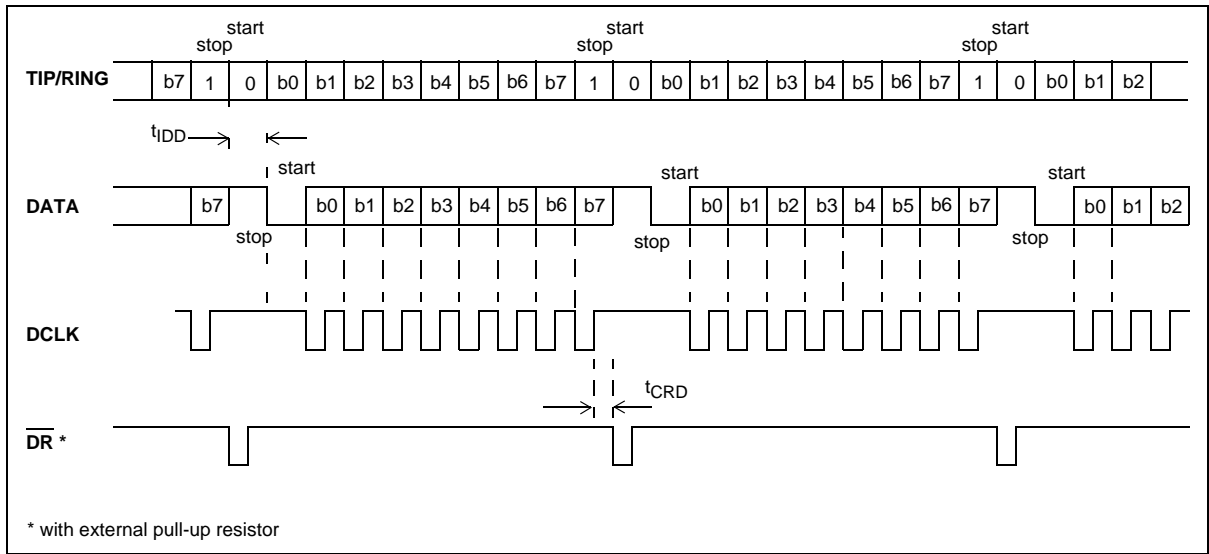 start start start
stop stop stop
TIP/RING b7 1 0 b0 b1 b2 b3 b4 b5 b6 b7 1 0 b0 b1 b2 b3 b4 b5 b6 b7 1 0 b0 b1 b2
tIDD
start start start
DATA b7 b0 b1 b2 b3 b4 b5 b6 b7 b0 b1 b2 b3 b4 b5 b6 b7 b0 b1 b2
stop stop stop
DCLK
tCRD
DR *
* with external pull-up resistor